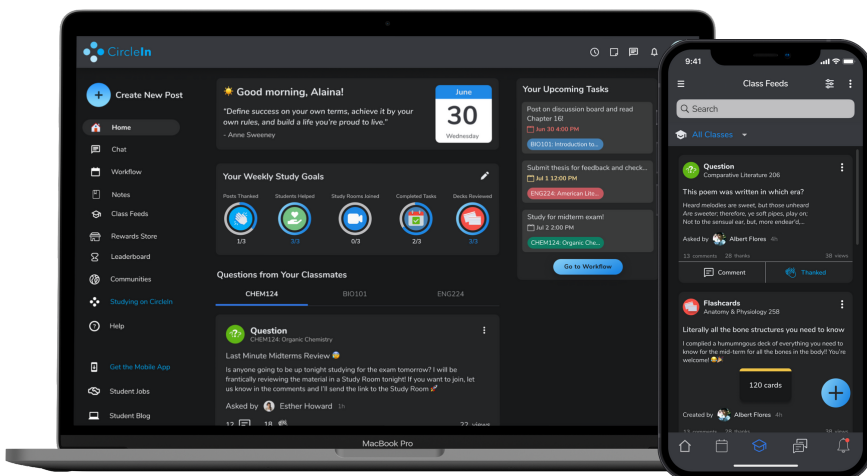 CircleIn
Create New Post
Home
Chat
Workflow
Notes
Class Feeds
Rewards Store
Leaderboard
Communities
Studying on CircleIn
Help
Get the Mobile App
Student Jobs
Student Blog
Good morning, Alaina!
“Define success on your own terms, achieve it by your
own rules, and build a life you’re proud to live.”
- Anne Sweeney
June
30
Wednesday
Your Weekly Study Goals
Posts Thanked
Students Helped
Study Rooms Joined
Completed Tasks
Decks Reviewed
1/3
3/3
0/3
2/3
3/3
Questions from Your Classmates
CHEM124
BIO101
ENG224
Question
CHEM124: Organic Chemistry
Last Minute Midterms Review
Is anyone going to be up tonight studying for the exam tomorrow? I will be
frantically reviewing the material in a Study Room tonight! If you want to join, let
us know in the comments and I'll send the link to the Study Room
Asked by Esther Howard 1h
12 18 22 views
Your Upcoming Tasks
Post on discussion board and read
Chapter 16!
Jun 30 4:00 PM
BIO101: Introduction to...
Submit thesis for feedback and check...
Jul 1 12:00 PM
ENG224: American Lite...
Study for midterm exam!
Jul 2 2:00 PM
CHEM124: Organic Che...
Go to Workflow
MacBook Pro
9:41
Class Feeds
Search
All Classes
Question
Comparative Literature 206
This poem was written in which era?
Heard melodies are sweet, but those unheard
Are sweeter; therefore, ye soft pipes, play on;
Not to the sensual ear, but, more endear'd,...
Asked by Albert Flores 4h
13 comments 28 thanks 38 views
Comment
Thanked
Flashcards
Anatomy & Physiology 258
Literally all the bone structures you need to know
I complied a humumngous deck of everything you need to
know for the mid-term for all the bones in the body!! You're
welcome!
120 cards
Created by Albert Flores 4h
13 comments 28 thanks 38 views